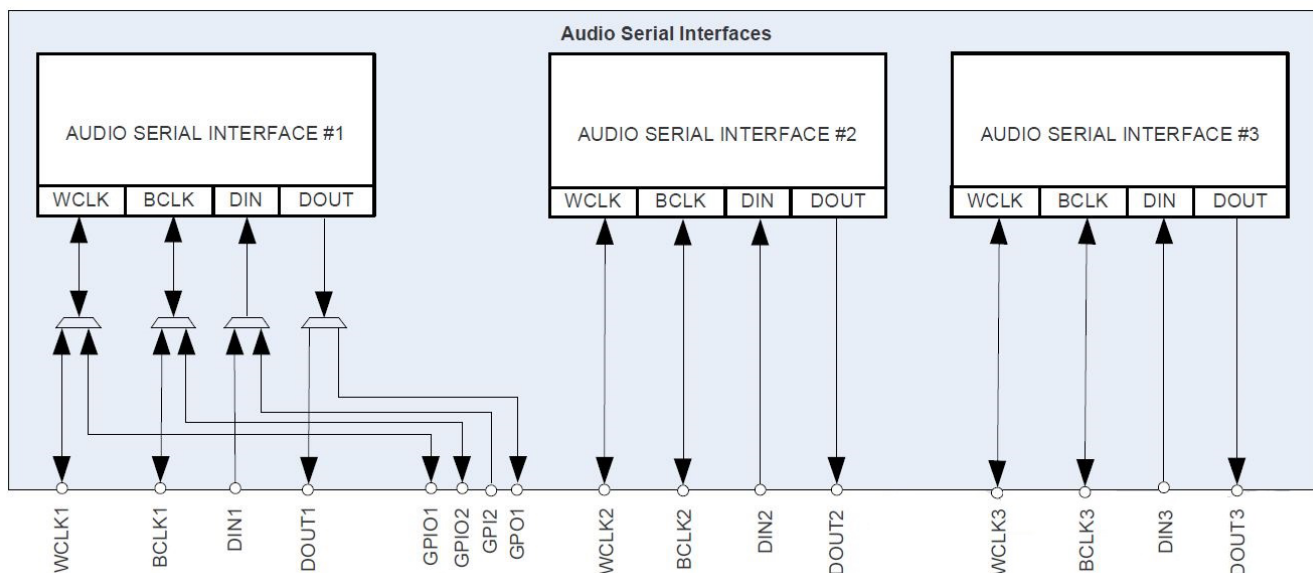 Audio Serial Interfaces
AUDIO SERIAL INTERFACE #1
WCLK BCLK DIN DOUT
AUDIO SERIAL INTERFACE #2
WCLK BCLK DIN DOUT
AUDIO SERIAL INTERFACE #3
WCLK BCLK DIN DOUT
WCLK1
BCLK1
DIN1
DOUT1
GPIO1
GPIO2
GPI2
GPO1
WCLK2
BCLK2
DIN2
DOUT2
WCLK3
BCLK3
DIN3
DOUT3